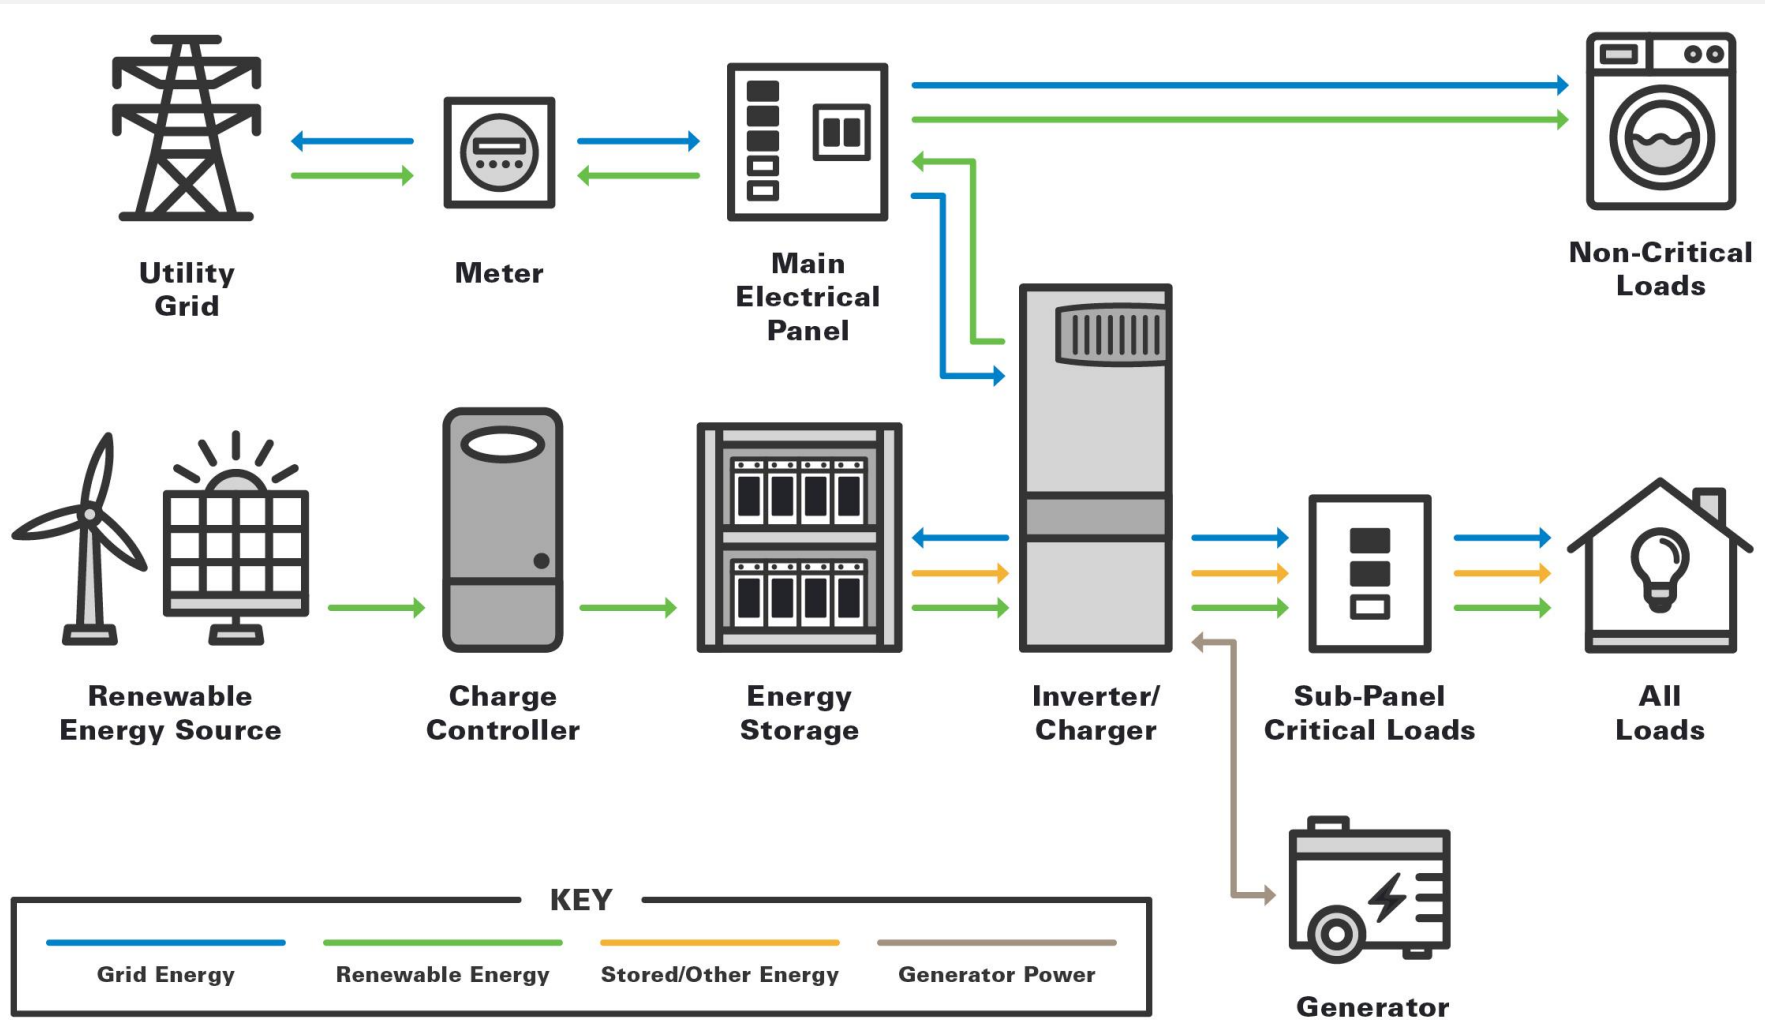 Utility
Grid
Meter
Main
Electrical
Panel
Non-Critical
Loads
Renewable
Energy Source
Charge
Controller
Energy
Storage
Inverter/
Charger
Sub-Panel
Critical Loads
All
Loads
Generator
KEY
Grid Energy
Renewable Energy
Stored/Other Energy
Generator Power